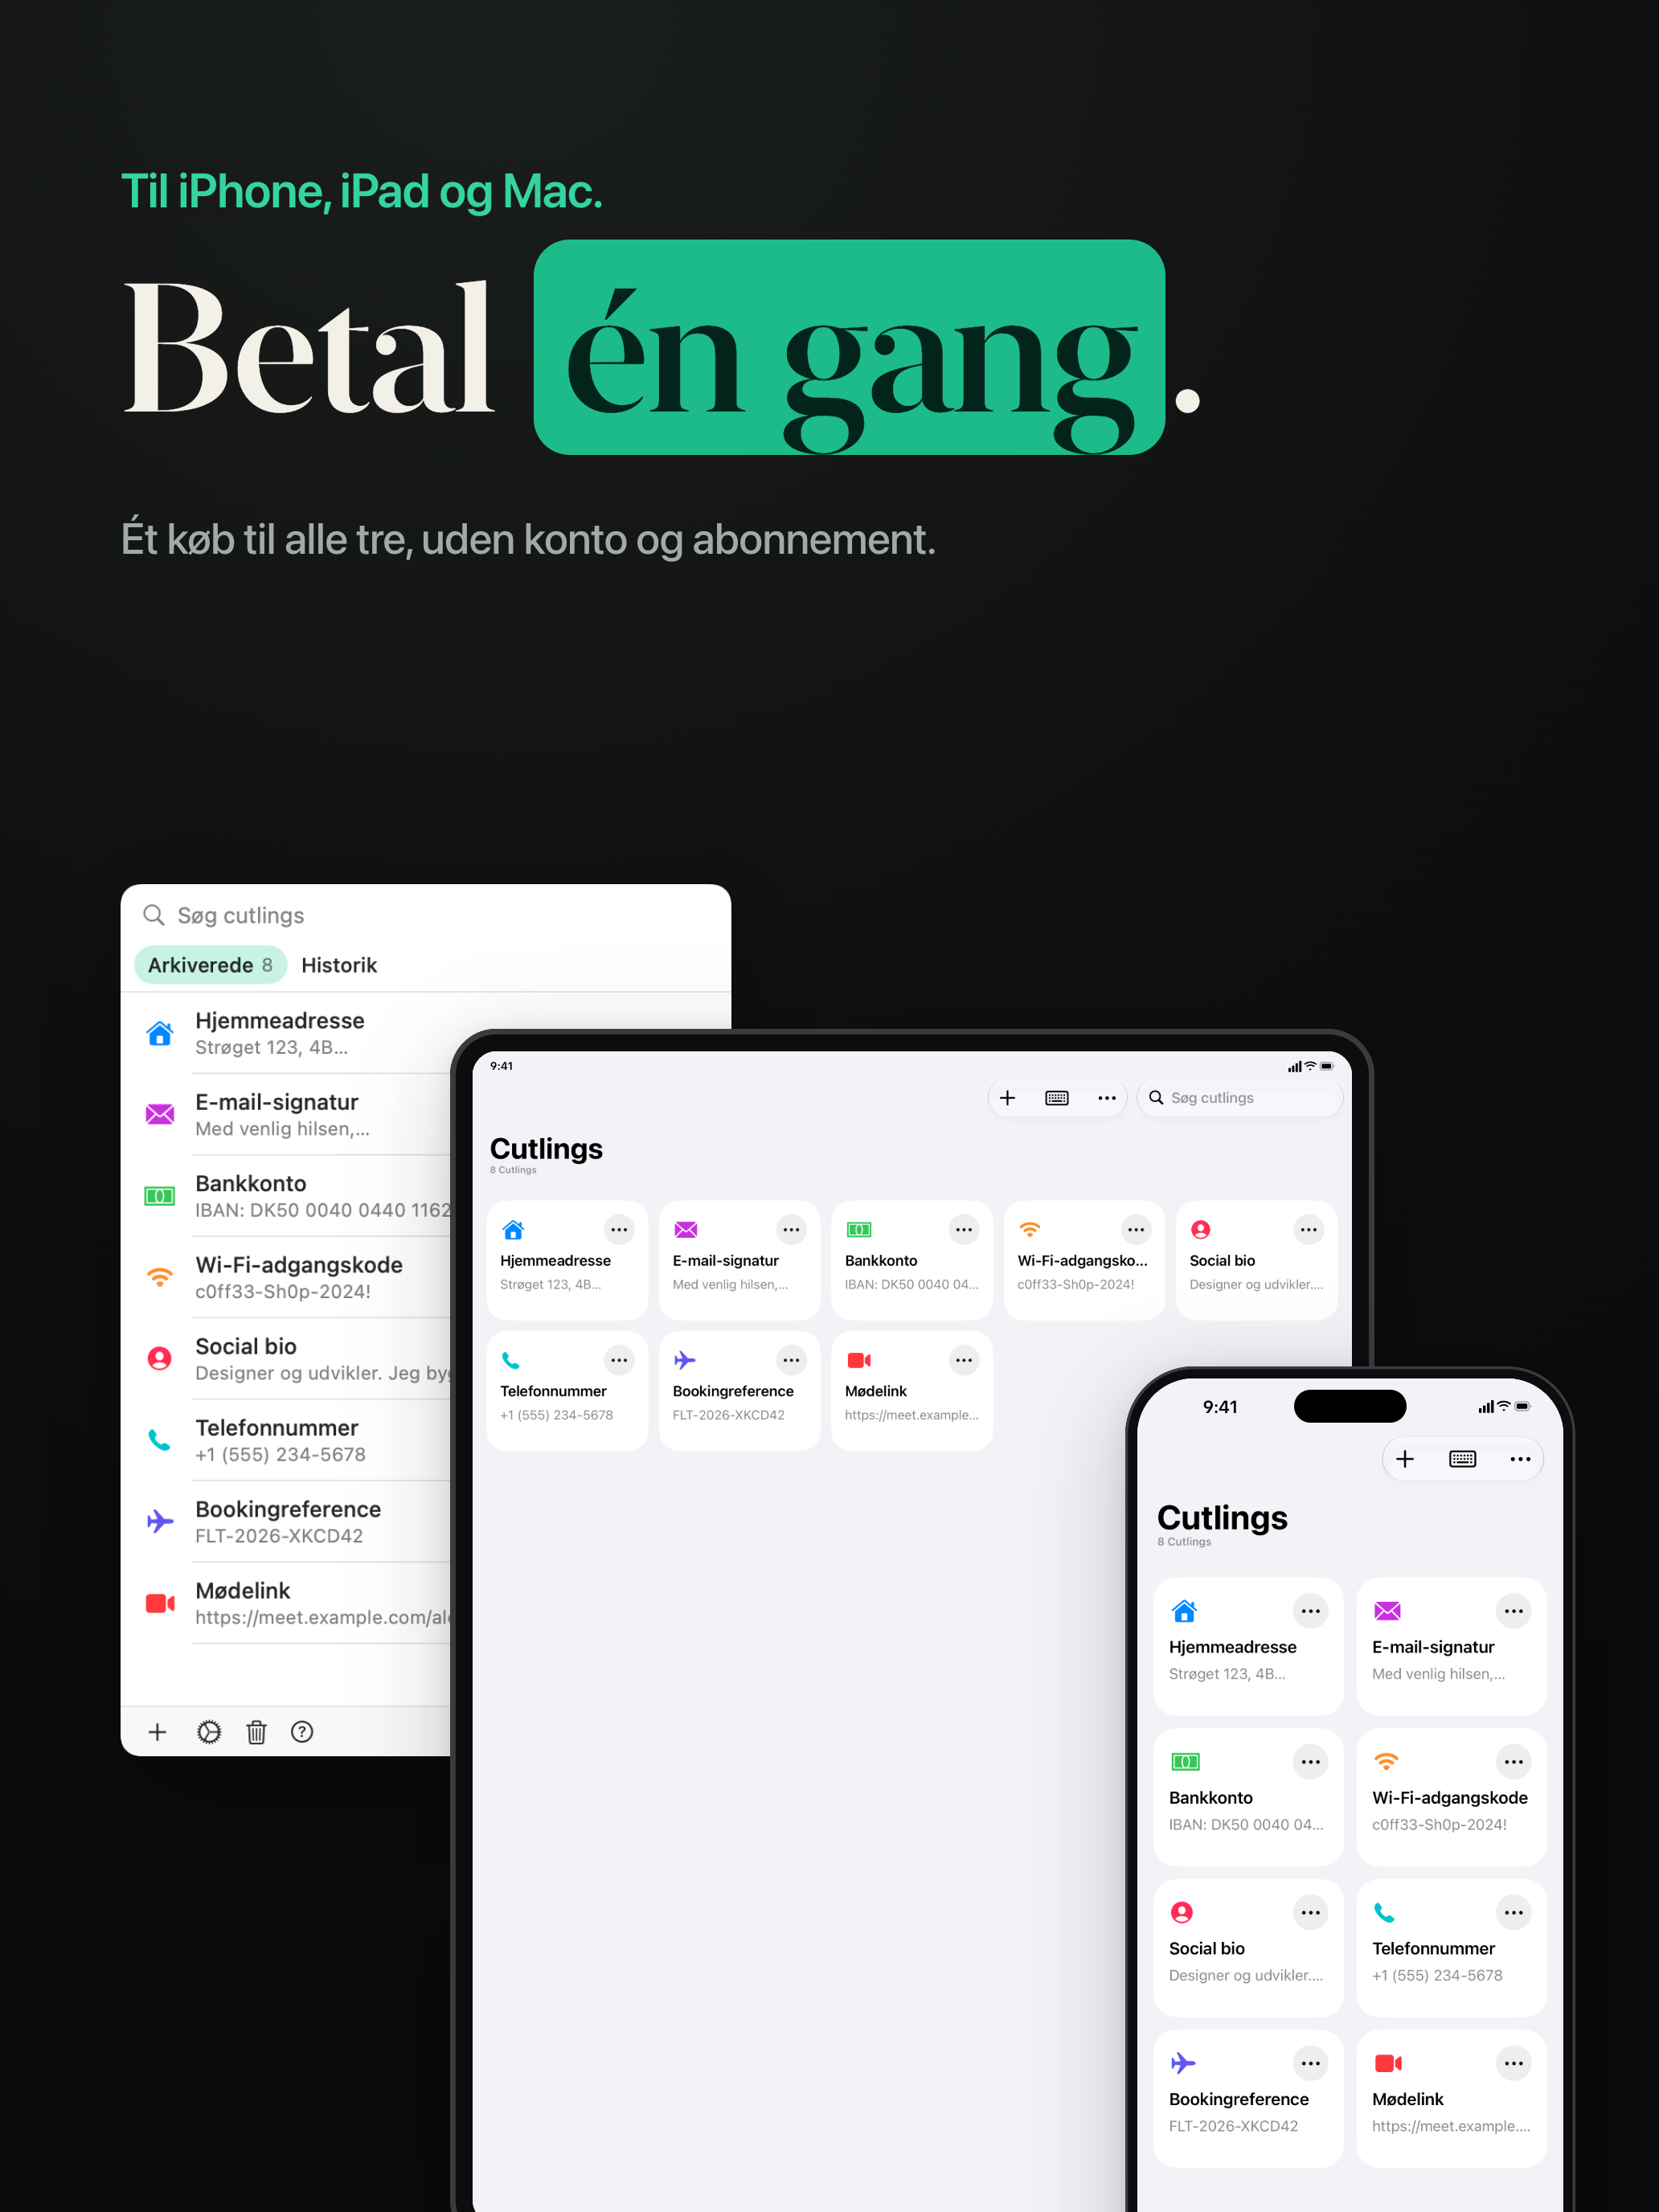 Til iPhone, iPad og Mac.
Betal én gang.
Ét køb til alle tre, uden konto og abonnement.
Søg cutlings
Arkiverede 8 Historik
Hjemmeadresse
Strøget 123, 4B...
E-mail-signatur
Med venlig hilsen,...
Bankkonto
IBAN: DK50 0040 0440 1162
Wi-Fi-adgangskode
c0ff33-Sh0p-2024!
Social bio
Designer og udvikler. Jeg byg
Telefonnummer
+1 (555) 234-5678
Bookingreference
FLT-2026-XKCD42
Mødelink
https://meet.example.com/ale
9:41
Søg cutlings
Cutlings
8 Cutlings
Hjemmeadresse
Strøget 123, 4B...
E-mail-signatur
Med venlig hilsen,...
Bankkonto
IBAN: DK50 0040 04...
Wi-Fi-adgangsko...
c0ff33-Sh0p-2024!
Social bio
Designer og udvikler....
Telefonnummer
+1 (555) 234-5678
Bookingreference
FLT-2026-XKCD42
Mødelink
https://meet.example...
9:41
Cutlings
8 Cutlings
Hjemmeadresse
Strøget 123, 4B...
E-mail-signatur
Med venlig hilsen,...
Bankkonto
IBAN: DK50 0040 04...
Wi-Fi-adgangskode
c0ff33-Sh0p-2024!
Social bio
Designer og udvikler....
Telefonnummer
+1 (555) 234-5678
Bookingreference
FLT-2026-XKCD42
Mødelink
https://meet.example....